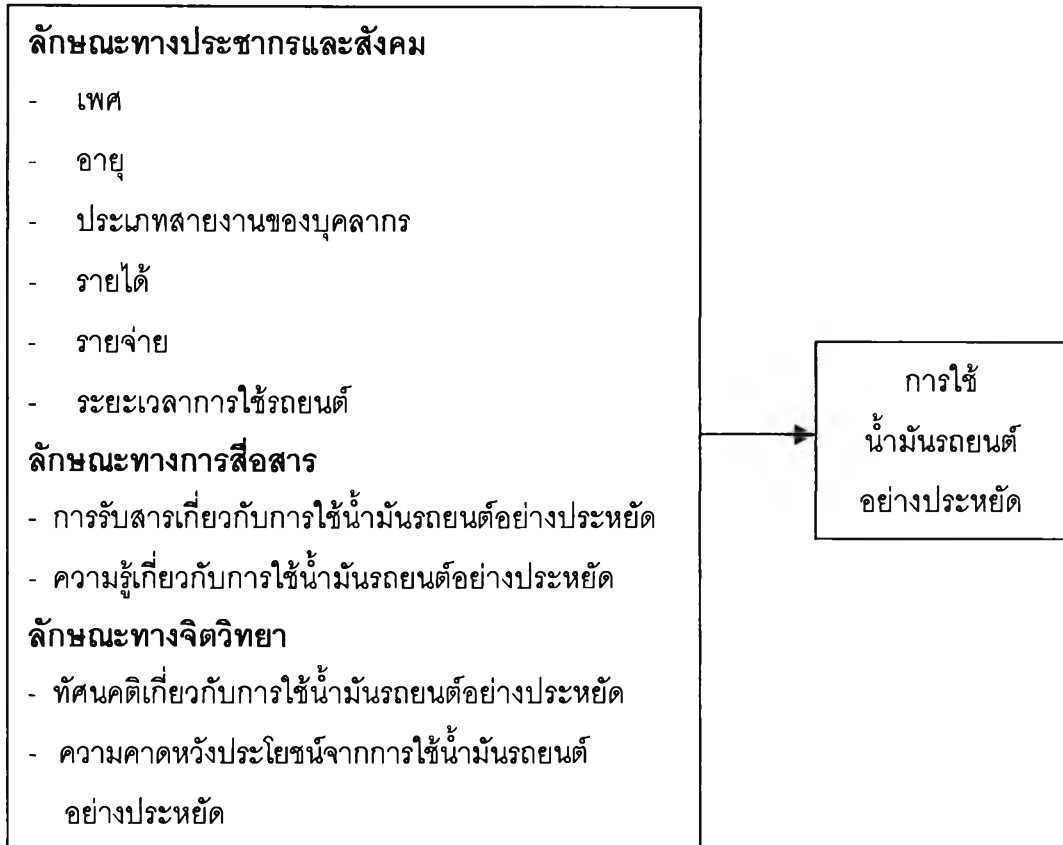 ลักษณะทางประชากรและสังคม
- เพศ
- อายุ
- ประเภทสายงานของบุคลากร
- รายได้
- รายจ่าย
- ระยะเวลาการใช้รถยนต์
ลักษณะทางการสื่อสาร
- การรับสารเกี่ยวกับการใช้น้ำมันรถยนต์อย่างประหยัด
- ความรู้เกี่ยวกับการใช้น้ำมันรถยนต์อย่างประหยัด
ลักษณะทางจิตวิทยา
- ทัศนคติเกี่ยวกับการใช้น้ำมันรถยนต์อย่างประหยัด
- ความคาดหวังประโยชน์จากการใช้น้ำมันรถยนต์
อย่างประหยัด
การใช้
น้ำมันรถยนต์
อย่างประหยัด